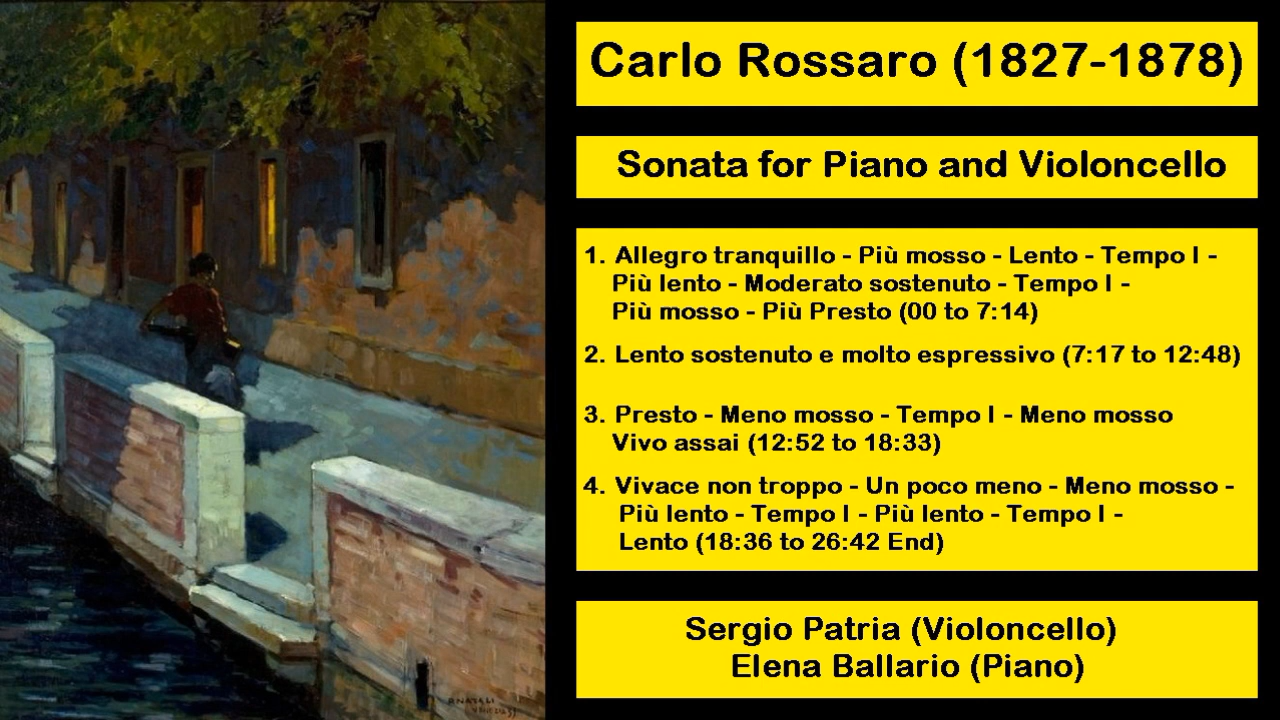 Carlo Rossaro (1827-1878)
Sonata for Piano and Violoncello
1. Allegro tranquillo - Più mosso - Lento - Tempo I -
Più lento - Moderato sostenuto - Tempo I -
Più mosso - Più Presto (00 to 7:14)
2. Lento sostenuto e molto espressivo (7:17 to 12:48)
3. Presto - Meno mosso - Tempo I - Meno mosso
Vivo assai (12:52 to 18:33)
4. Vivace non troppo - Un poco meno - Meno mosso -
Più lento - Tempo I - Più lento - Tempo I -
Lento (18:36 to 26:42 End)
Sergio Patria (Violoncello)
Elena Ballario (Piano)